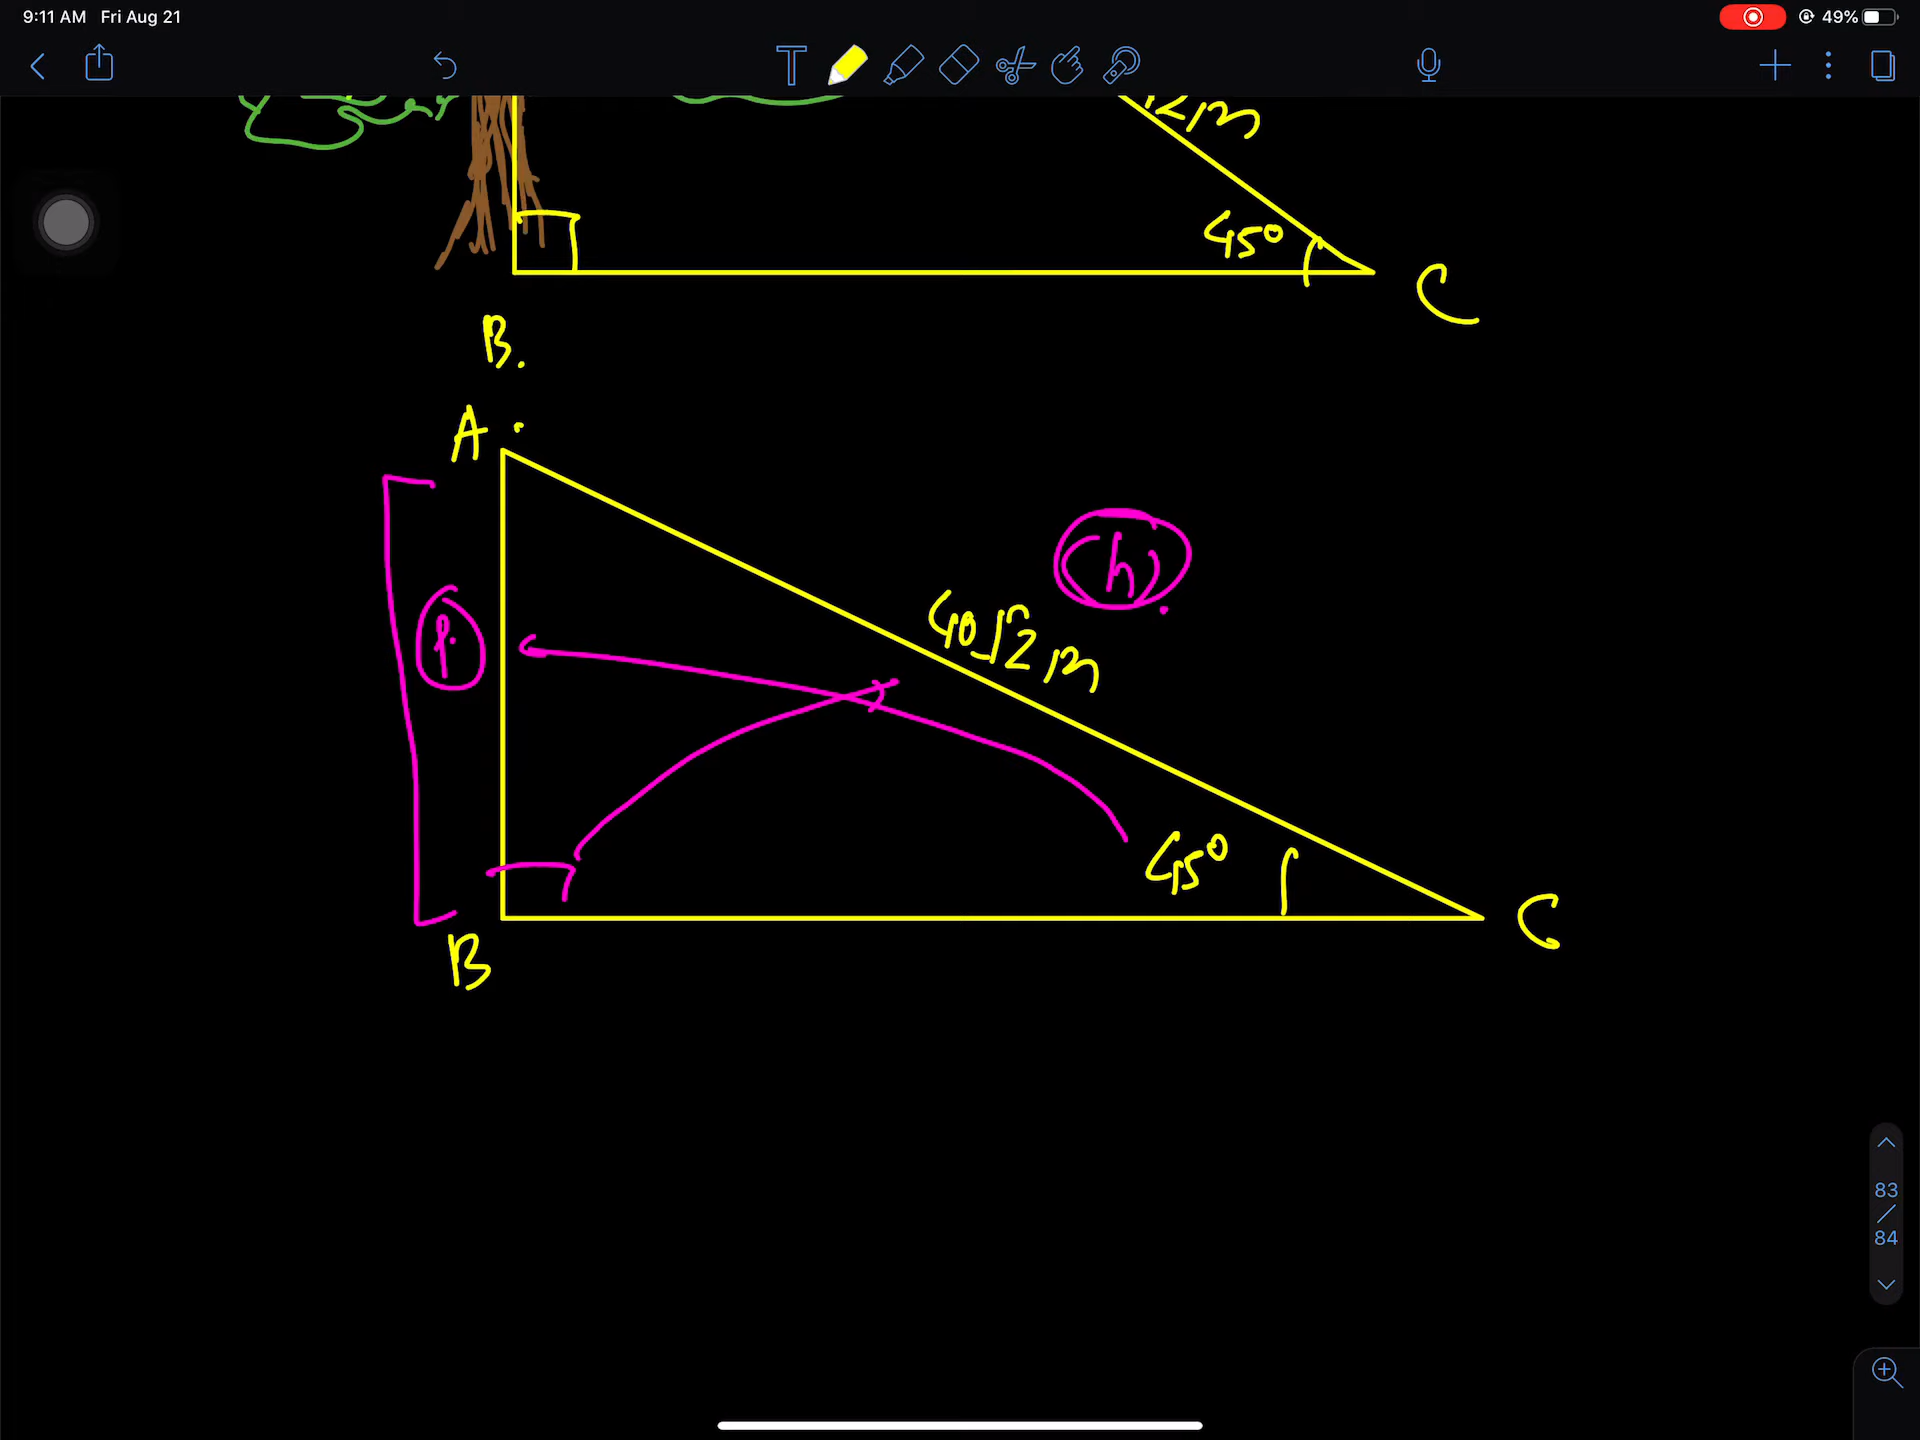 9:11 AM Fri Aug 21
49%
T
√2 m
45°
C
B.
A .
(h)
p.
40√2 m
45°
C
B
83
/
84